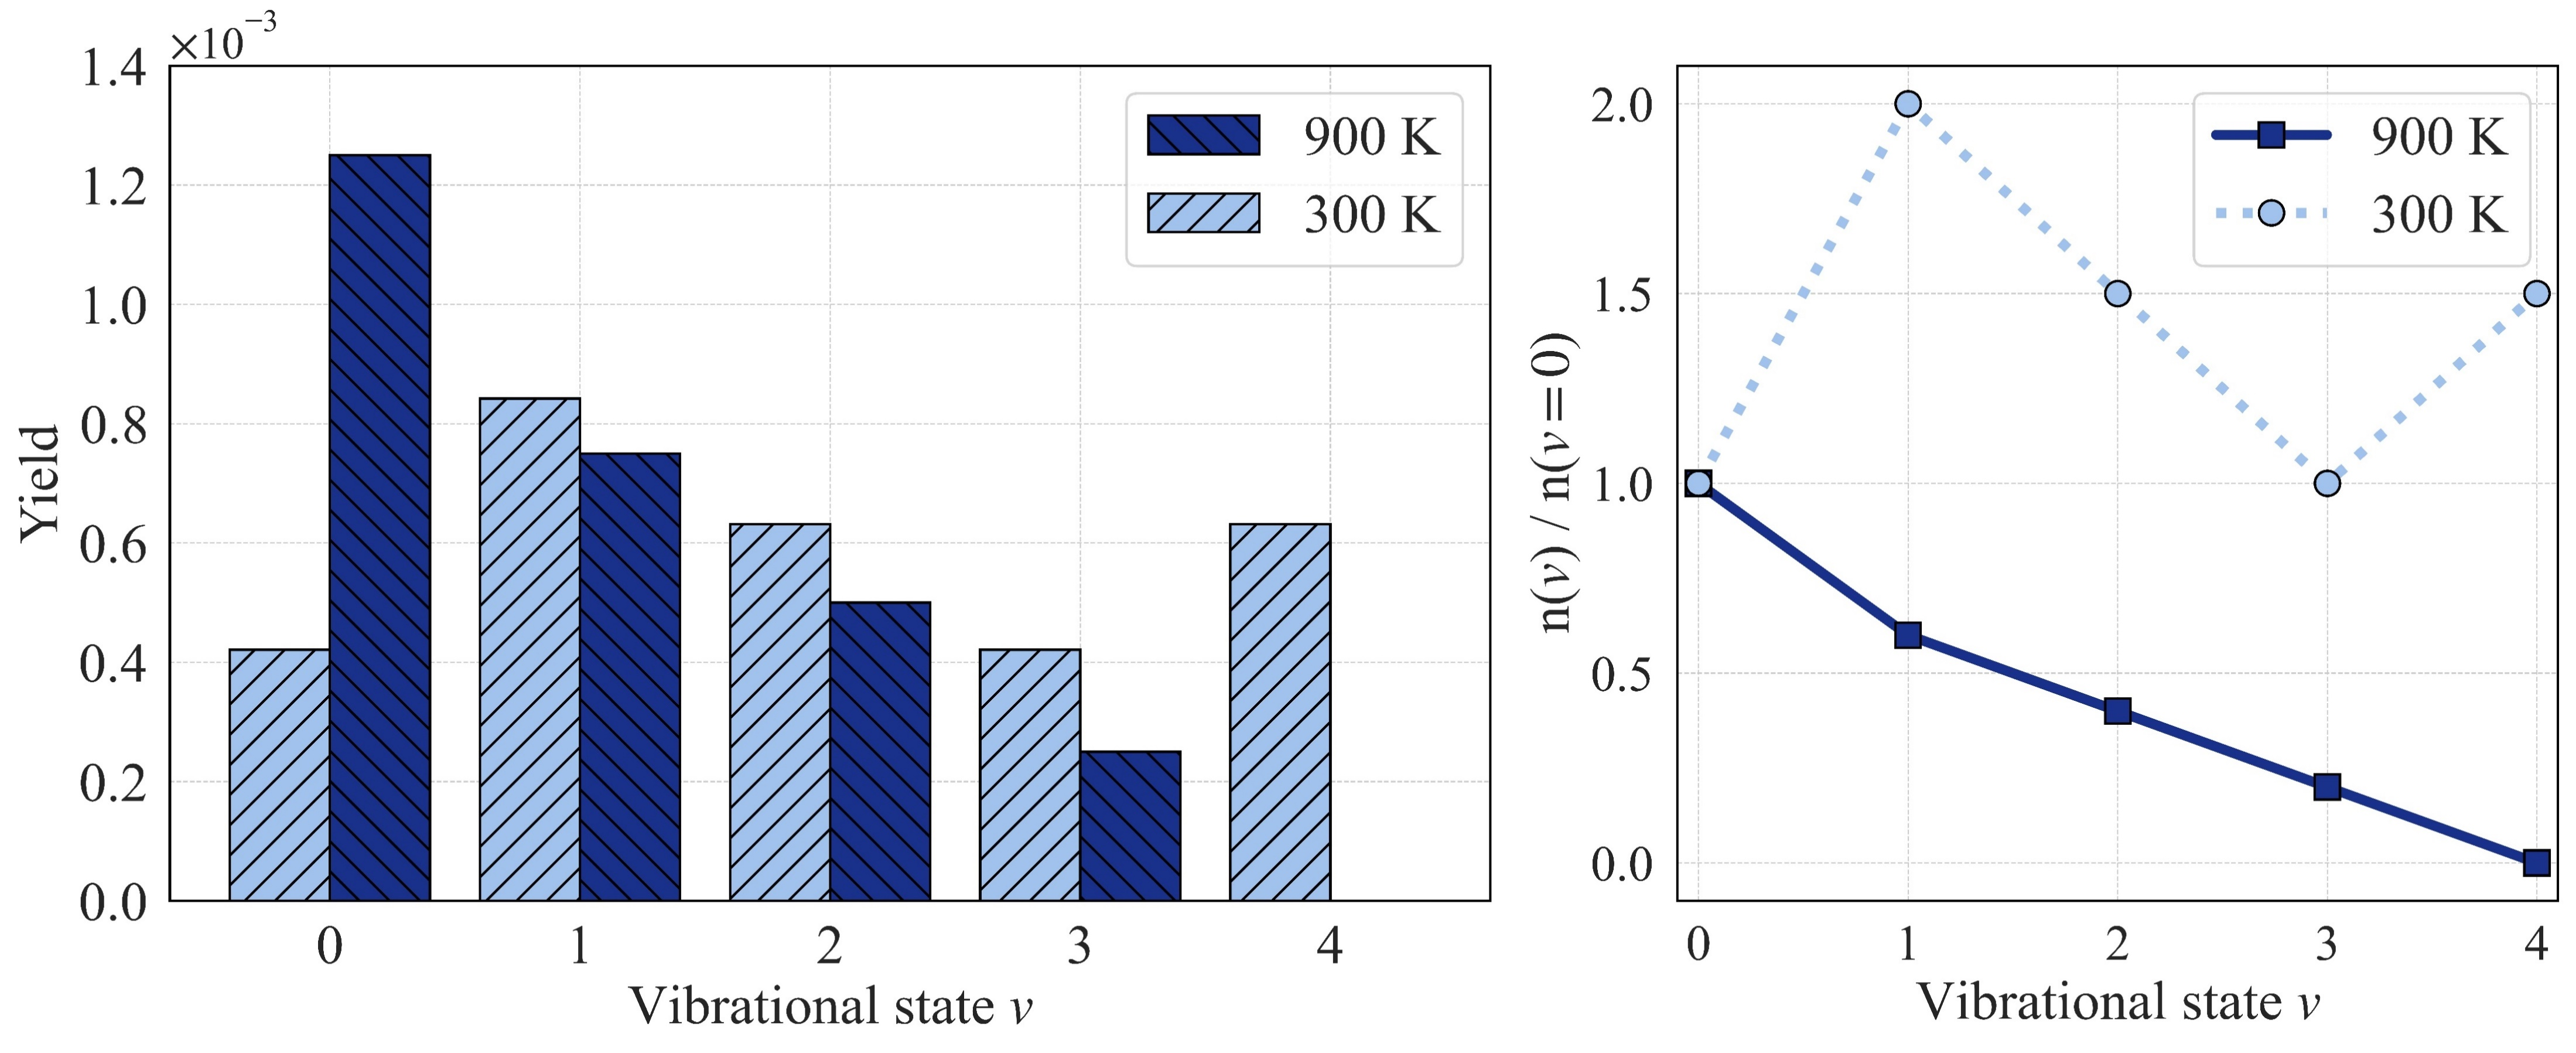 ×10⁻³
1.4
1.2
1.0
0.8
0.6
0.4
0.2
0.0
Yield
900 K
300 K
0 1 2 3 4
Vibrational state v
2.0
1.5
1.0
0.5
0.0
n(v) / n(v = 0)
900 K
300 K
0 1 2 3 4
Vibrational state v